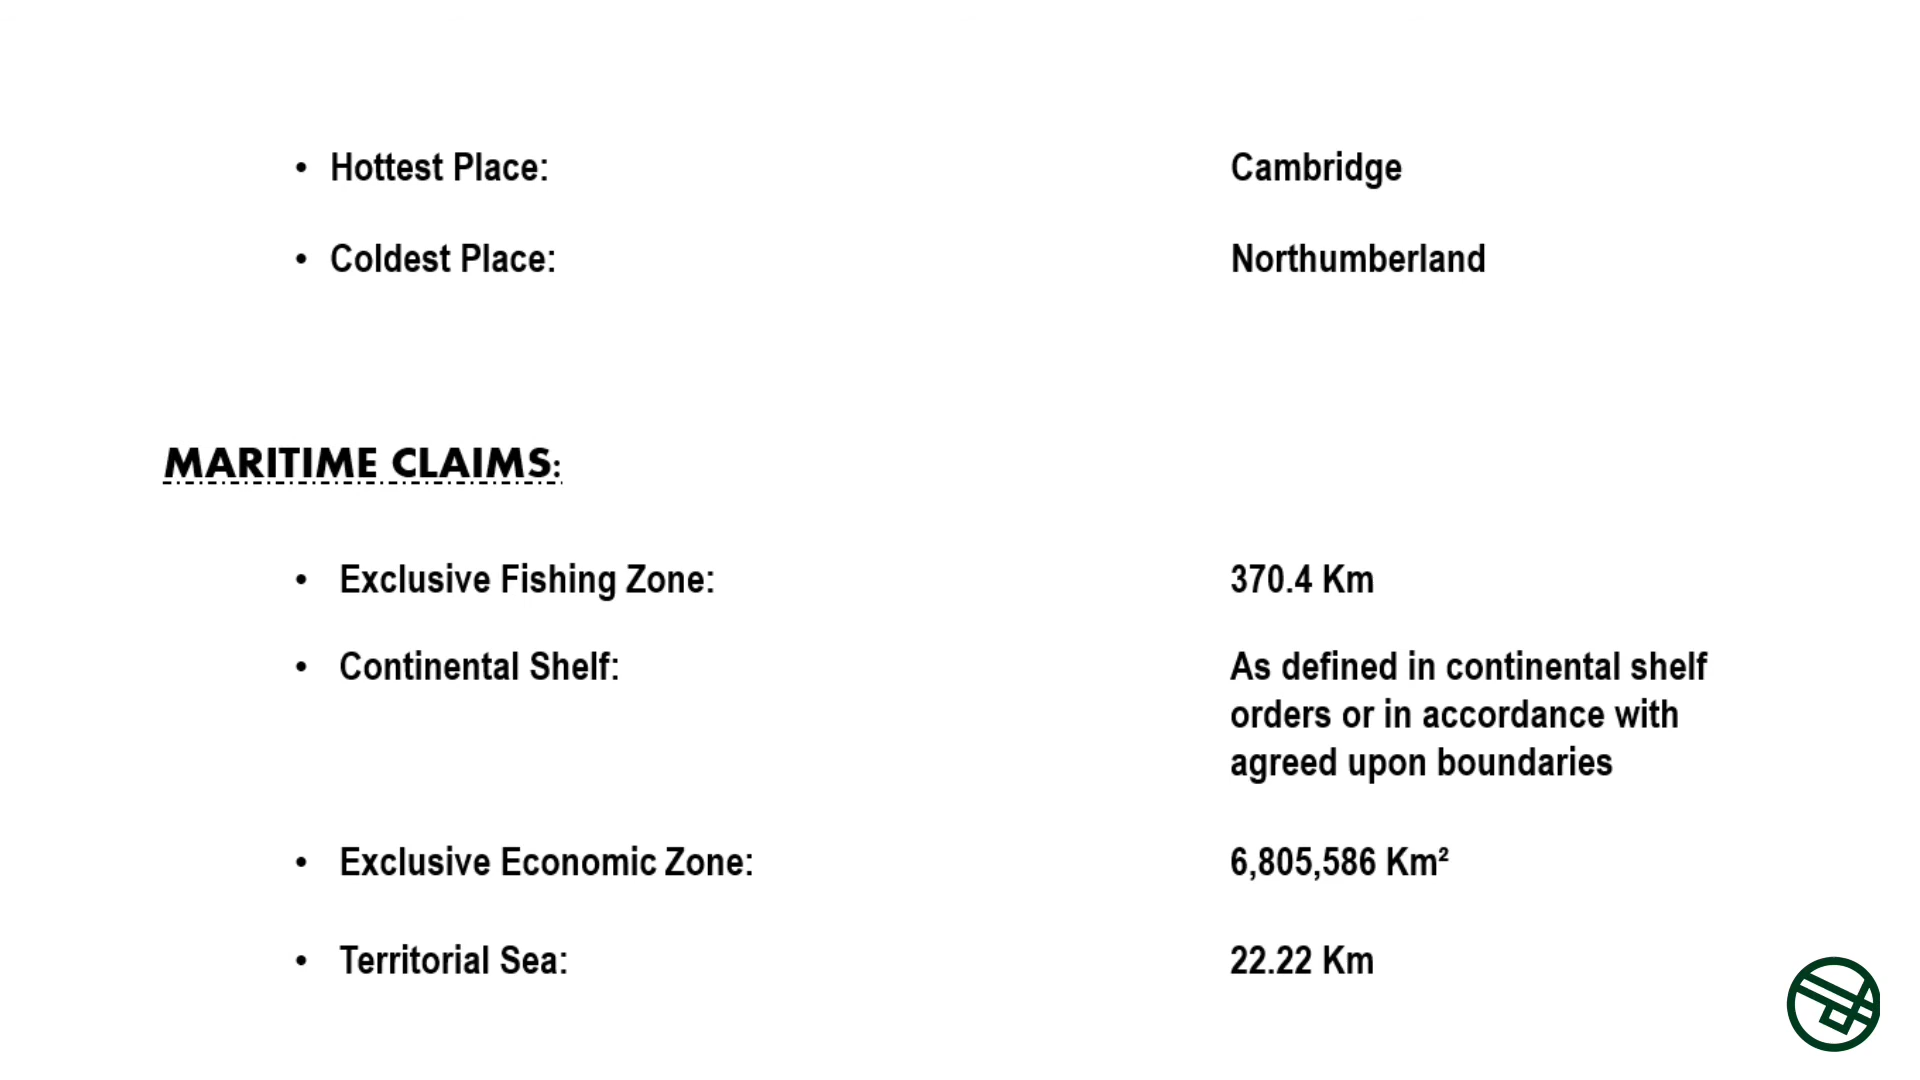 • Hottest Place: Cambridge
• Coldest Place: Northumberland
MARITIME CLAIMS:
• Exclusive Fishing Zone: 370.4 Km
• Continental Shelf: As defined in continental shelf
orders or in accordance with
agreed upon boundaries
• Exclusive Economic Zone: 6,805,586 Km²
• Territorial Sea: 22.22 Km